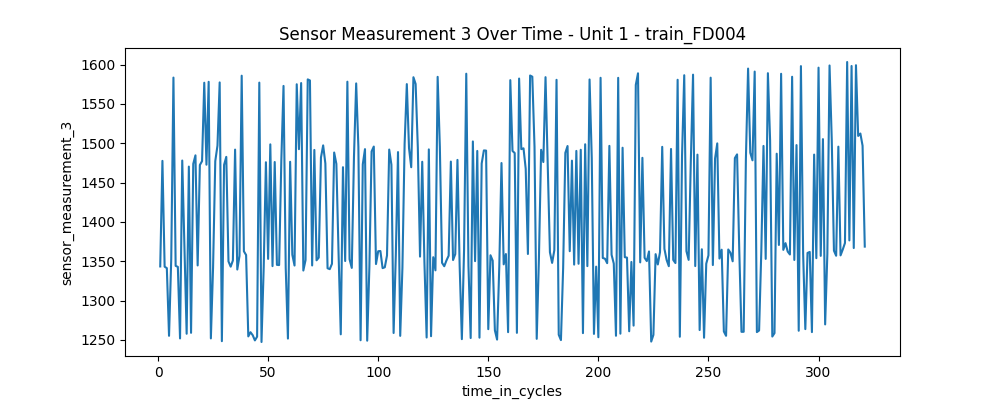 Sensor Measurement 3 Over Time - Unit 1 - train_FD004
sensor_measurement_3
1600
1550
1500
1450
1400
1350
1300
1250
0 50 100 150 200 250 300
time_in_cycles